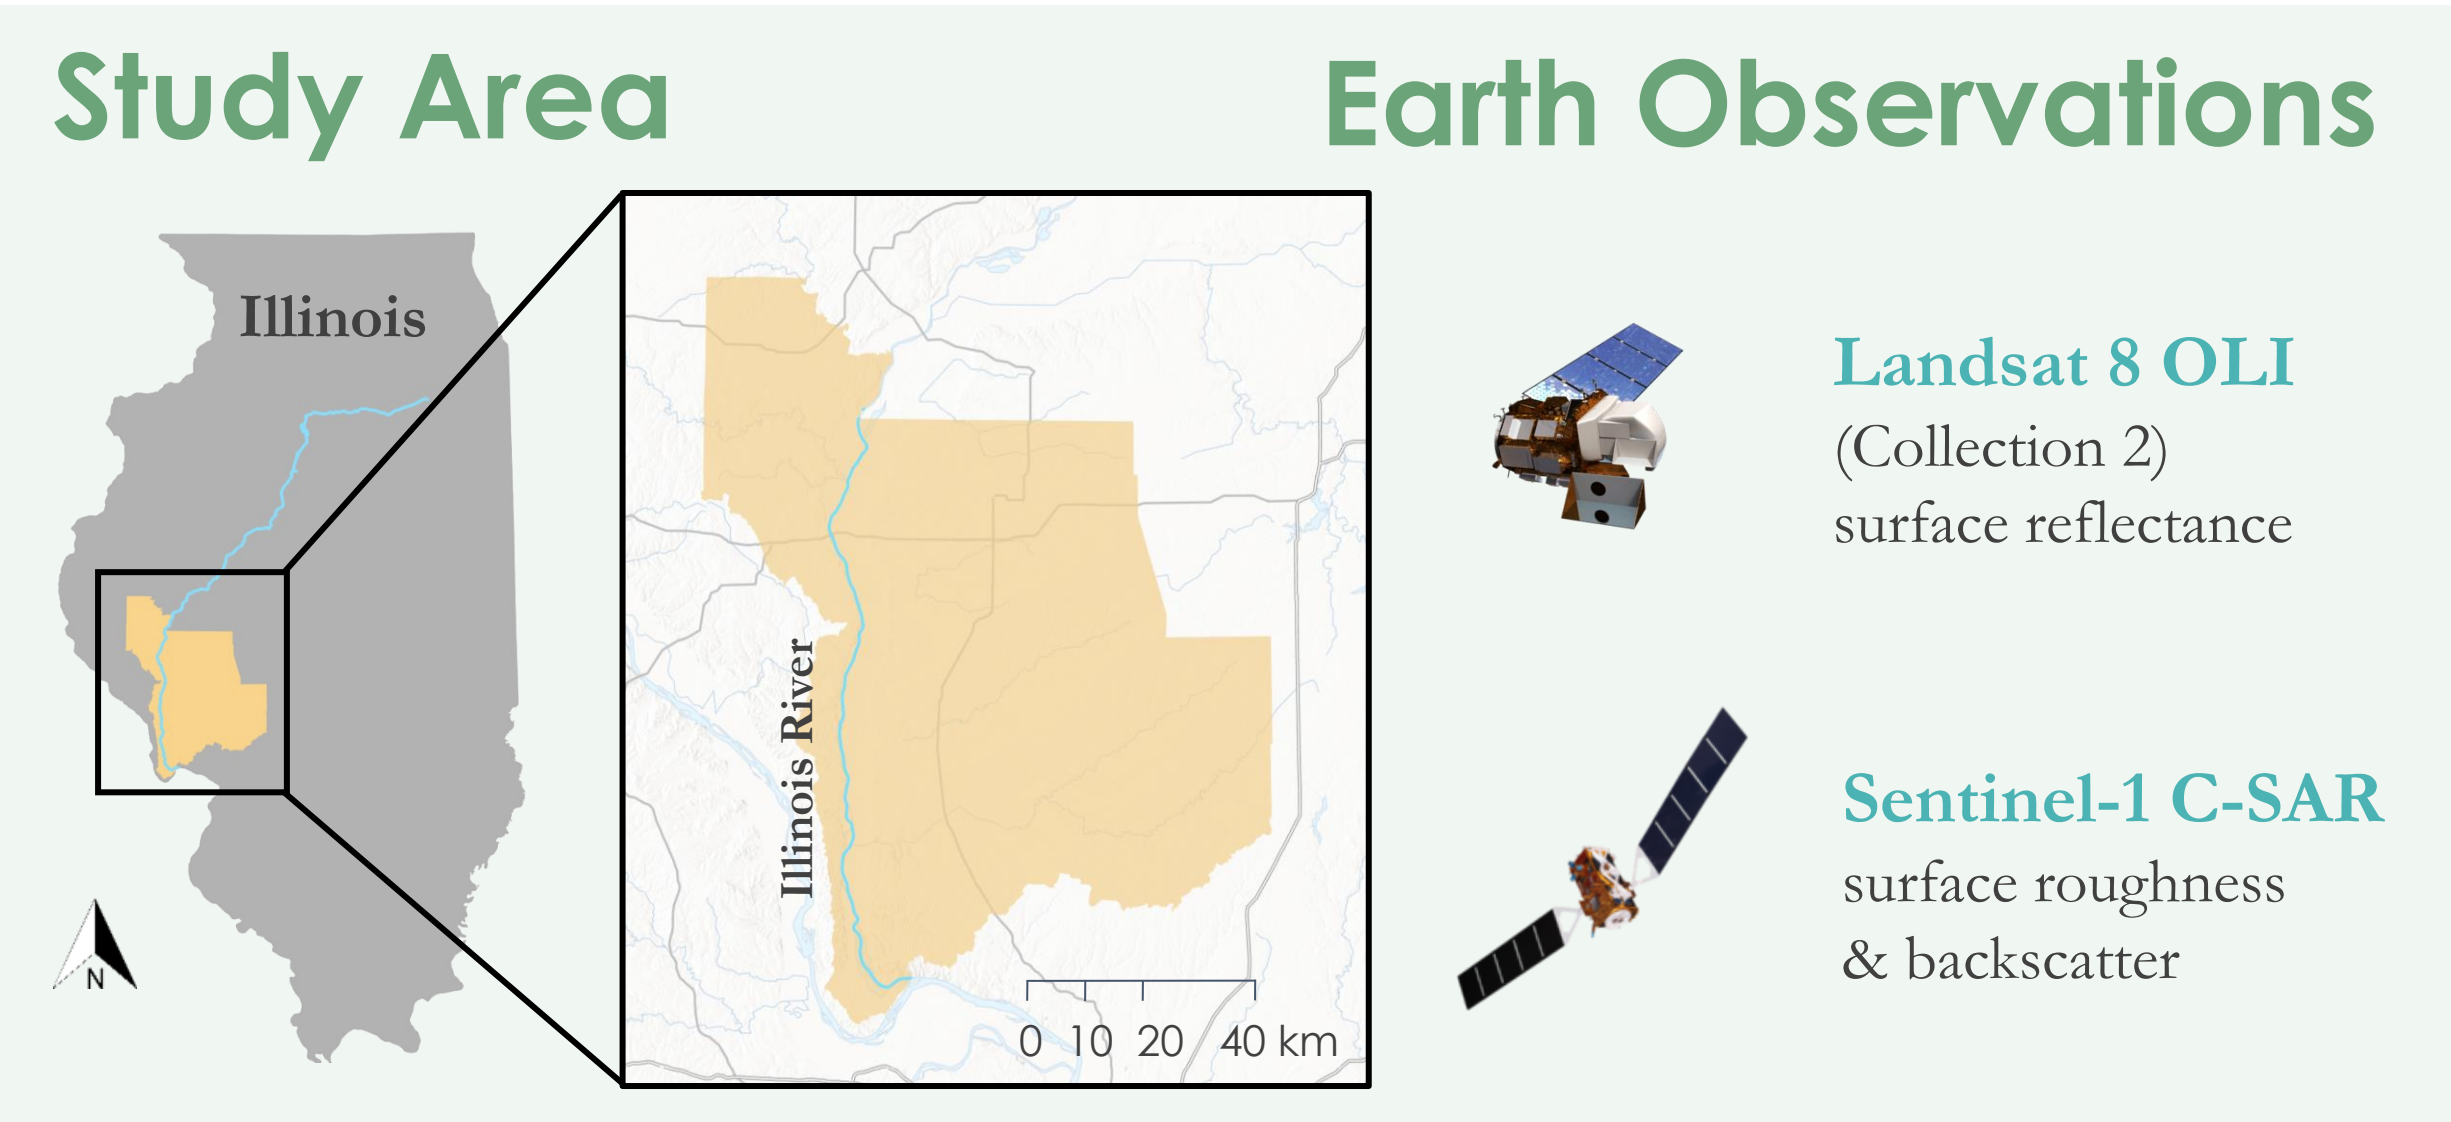 Study Area
Earth Observations
Illinois
Illinois River
N
0 10 20 40 km
Landsat 8 OLI
(Collection 2)
surface reflectance
Sentinel-1 C-SAR
surface roughness
& backscatter